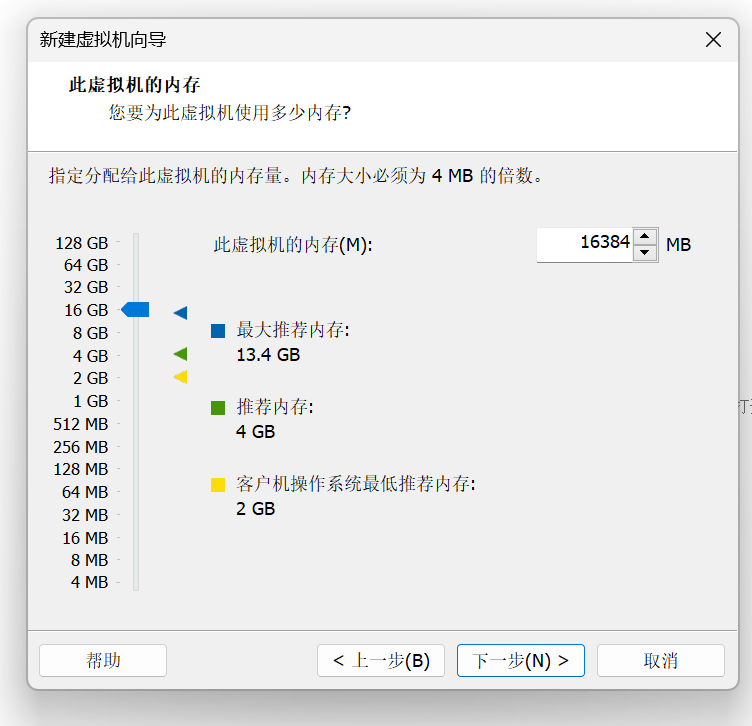 新建虚拟机向导
此虚拟机的内存
您要为此虚拟机使用多少内存?
指定分配给此虚拟机的内存量。内存大小必须为 4 MB 的倍数。
128 GB
64 GB
32 GB
16 GB
8 GB
4 GB
2 GB
1 GB
512 MB
256 MB
128 MB
64 MB
32 MB
16 MB
8 MB
4 MB
此虚拟机的内存(M):
16384 MB
最大推荐内存:
13.4 GB
推荐内存:
4 GB
客户机操作系统最低推荐内存:
2 GB
帮助
< 上一步(B)
下一步(N) >
取消